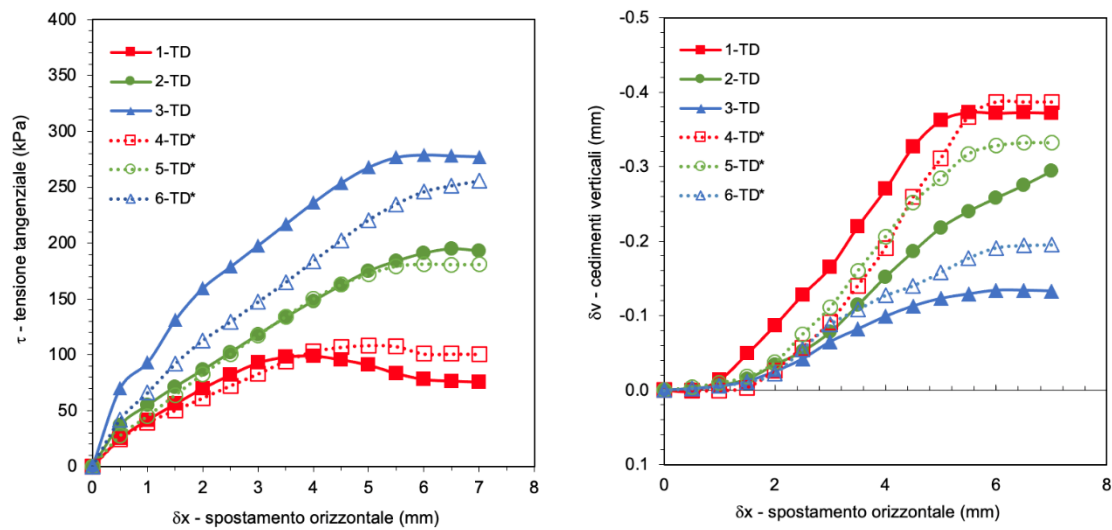 400
350
300
250
200
150
100
50
0
τ - tensione tangenziale (kPa)
1-TD
2-TD
3-TD
4-TD*
5-TD*
6-TD*
0 1 2 3 4 5 6 7 8
δx - spostamento orizzontale (mm)
-0.5
-0.4
-0.3
-0.2
-0.1
0.0
0.1
δv - cedimenti verticali (mm)
1-TD
2-TD
3-TD
4-TD*
5-TD*
6-TD*
0 2 4 6 8
δx - spostamento orizzontale (mm)